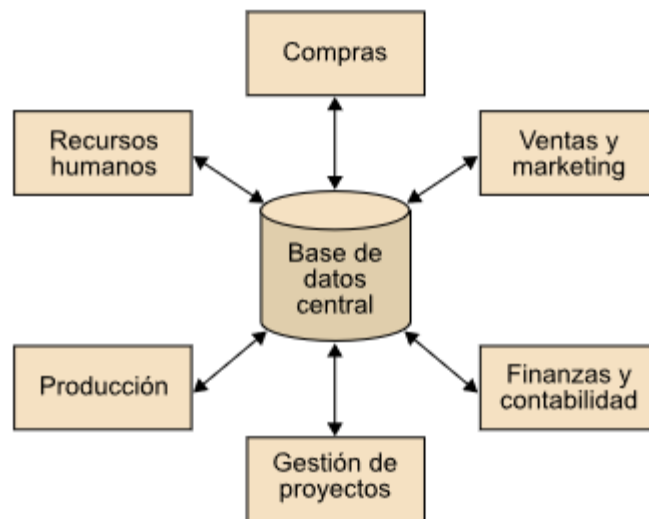 Compras
Recursos
humanos
Ventas y
marketing
Base de
datos
central
Producción
Finanzas y
contabilidad
Gestión de
proyectos